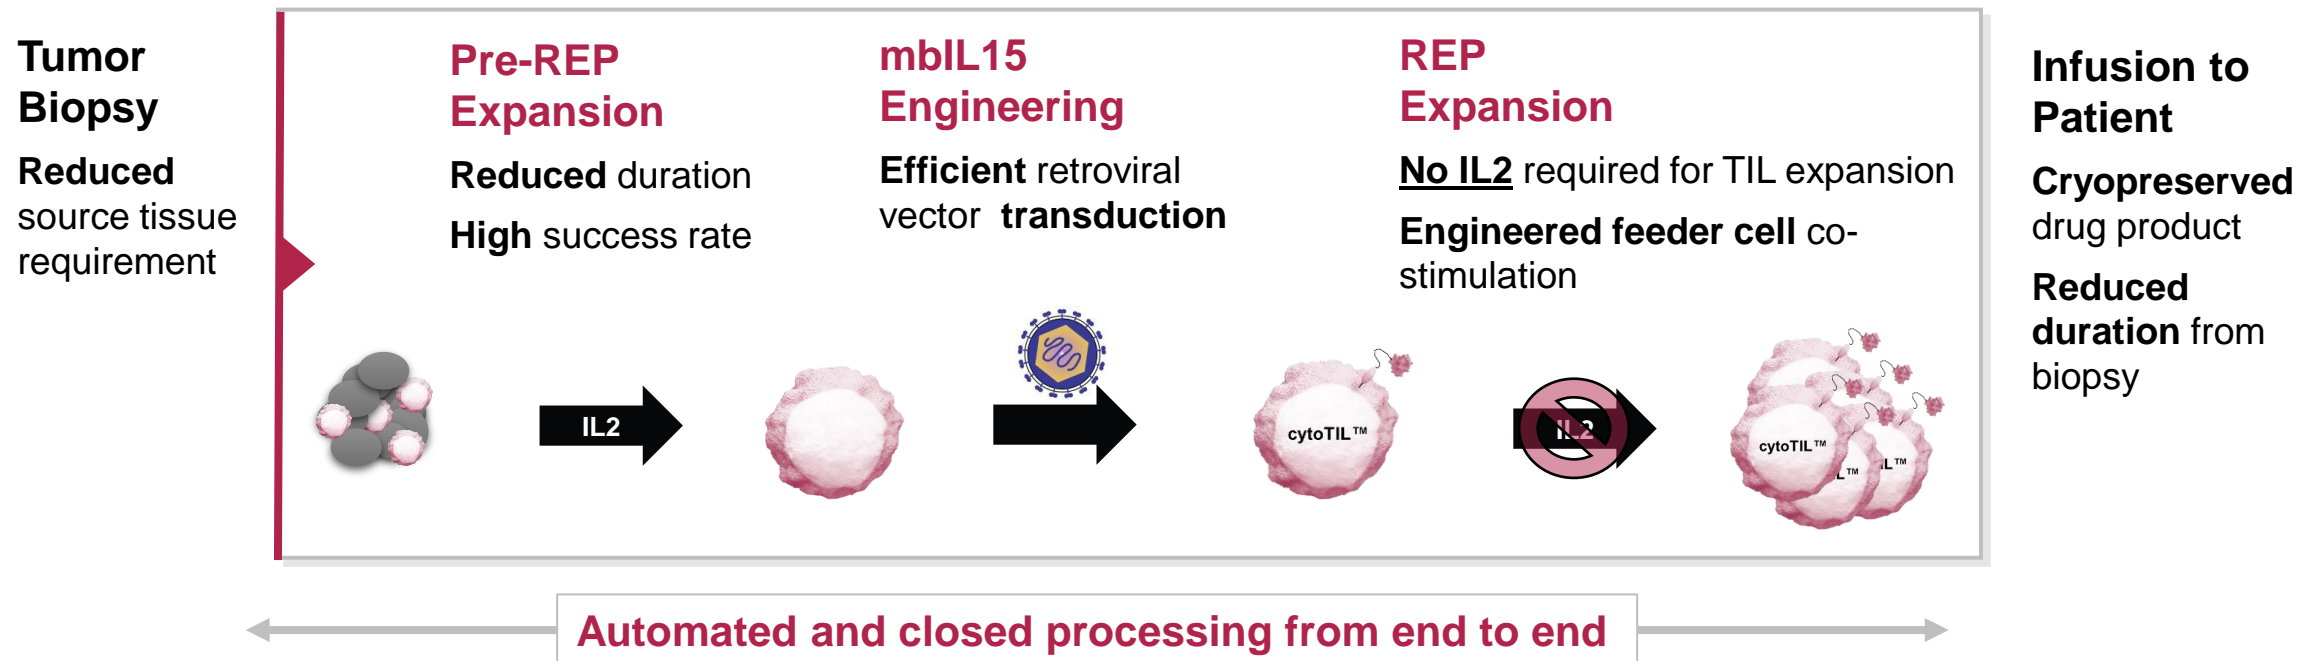 Tumor
Biopsy
Reduced
source tissue
requirement
Pre-REP
Expansion
Reduced duration
High success rate
mbIL15
Engineering
Efficient retroviral
vector transduction
REP
Expansion
No IL2 required for TIL expansion
Engineered feeder cell co-
stimulation
Infusion to
Patient
Cryopreserved
drug product
Reduced
duration from
biopsy
IL2
cytoTIL™
IL2
cytoTIL™
L™
IL™
Automated and closed processing from end to end